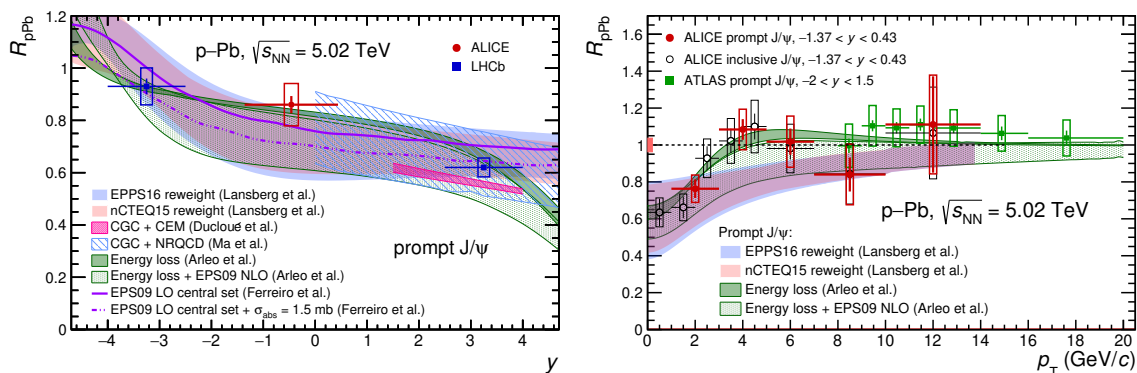 R_pPb
1.2
1
0.8
0.6
0.4
0.2
0
p–Pb, √s_NN = 5.02 TeV
ALICE
LHCb
EPPS16 reweight (Lansberg et al.)
nCTEQ15 reweight (Lansberg et al.)
CGC + CEM (Ducloué et al.)
CGC + NRQCD (Ma et al.)
Energy loss (Arleo et al.)
Energy loss + EPS09 NLO (Arleo et al.)
EPS09 LO central set (Ferreiro et al.)
EPS09 LO central set + σ_abs = 1.5 mb (Ferreiro et al.)
prompt J/ψ
−4 −3 −2 −1 0 1 2 3 4
y
R_pPb
1.6
1.4
1.2
1
0.8
0.6
0.4
0.2
0
ALICE prompt J/ψ, −1.37 < y < 0.43
ALICE inclusive J/ψ, −1.37 < y < 0.43
ATLAS prompt J/ψ, −2 < y < 1.5
p–Pb, √s_NN = 5.02 TeV
Prompt J/ψ:
EPPS16 reweight (Lansberg et al.)
nCTEQ15 reweight (Lansberg et al.)
Energy loss (Arleo et al.)
Energy loss + EPS09 NLO (Arleo et al.)
0 2 4 6 8 10 12 14 16 18 20
p_T (GeV/c)